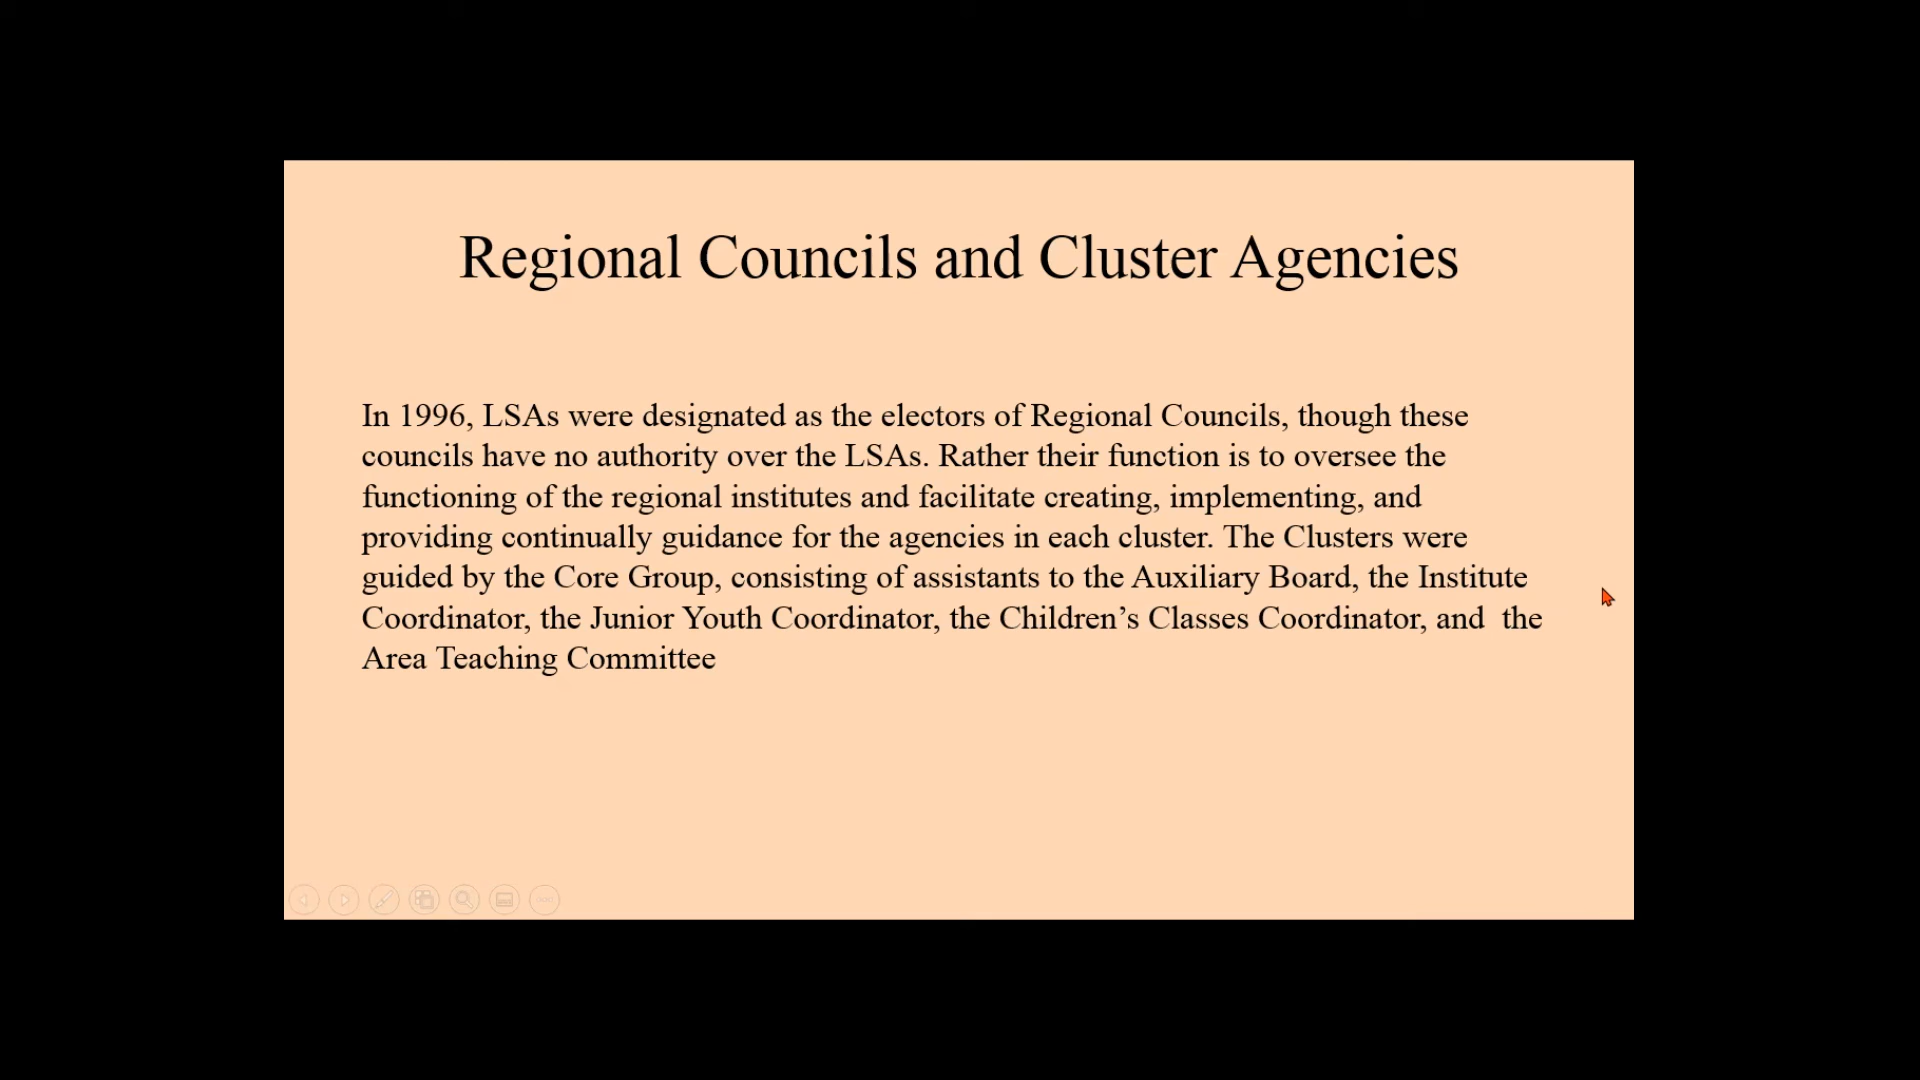 Regional Councils and Cluster Agencies
In 1996, LSAs were designated as the electors of Regional Councils, though these
councils have no authority over the LSAs. Rather their function is to oversee the
functioning of the regional institutes and facilitate creating, implementing, and
providing continually guidance for the agencies in each cluster. The Clusters were
guided by the Core Group, consisting of assistants to the Auxiliary Board, the Institute
Coordinator, the Junior Youth Coordinator, the Children’s Classes Coordinator, and  the
Area Teaching Committee